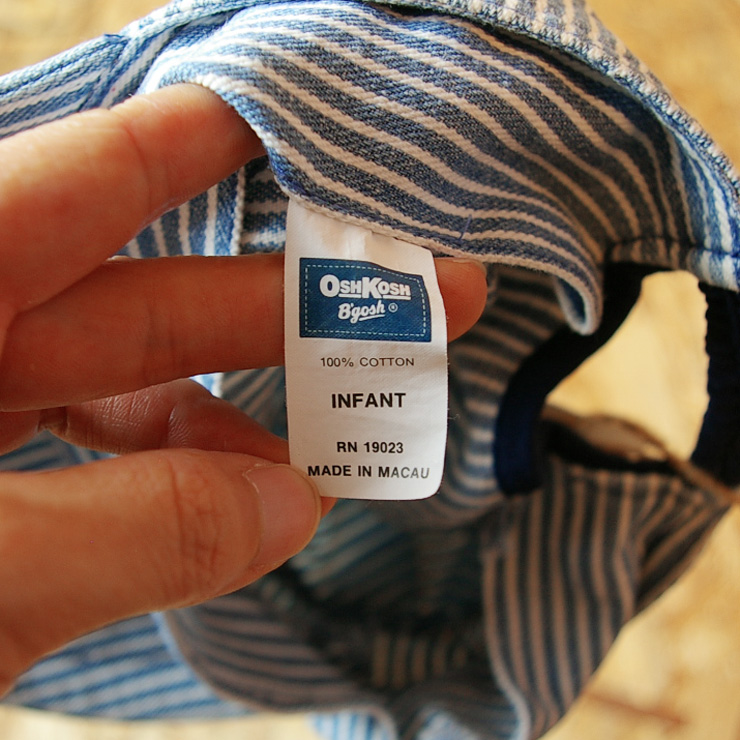 OSHKOSH
B'gosh ®
100% COTTON
INFANT
RN 19023
MADE IN MACAU